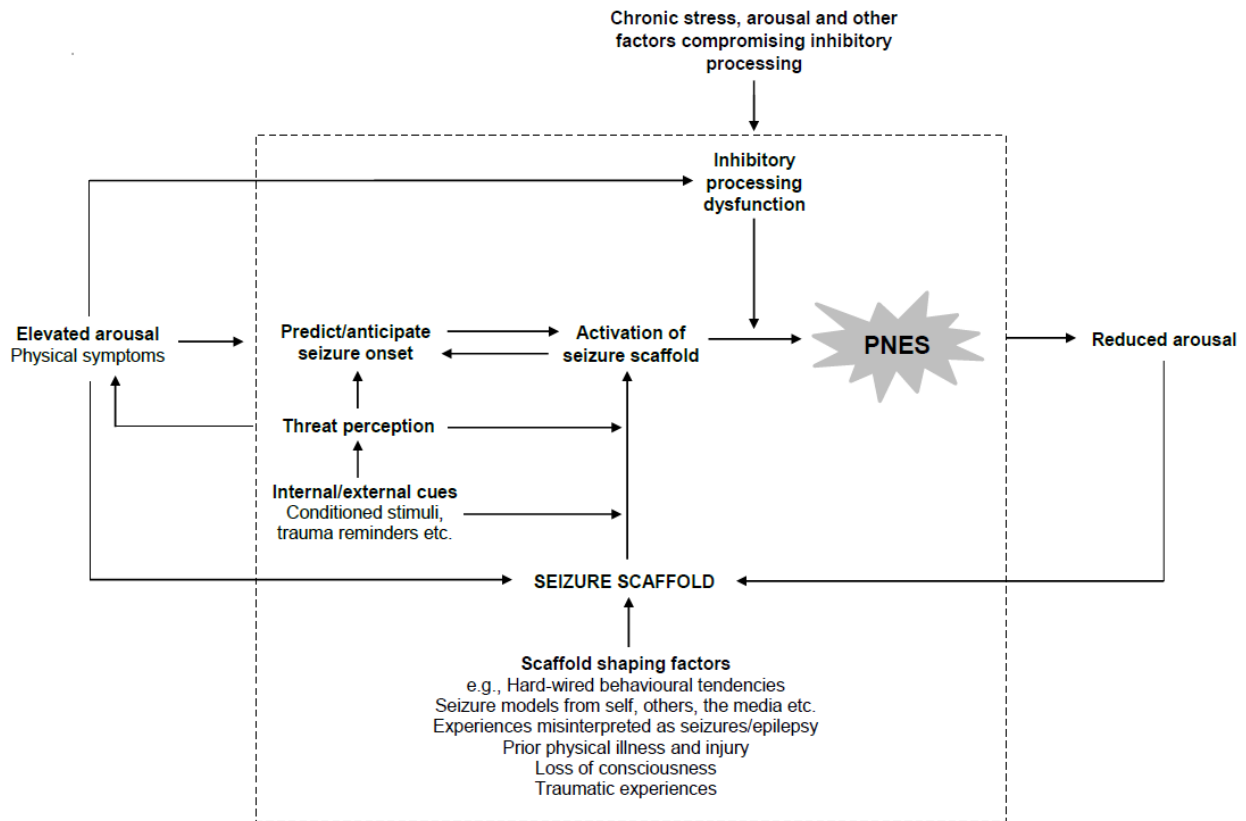 Chronic stress, arousal and other
factors compromising inhibitory
processing
Inhibitory
processing
dysfunction
Elevated arousal
Physical symptoms
Predict/anticipate
seizure onset
Activation of
seizure scaffold
PNES
Reduced arousal
Threat perception
Internal/external cues
Conditioned stimuli,
trauma reminders etc.
SEIZURE SCAFFOLD
Scaffold shaping factors
e.g., Hard-wired behavioural tendencies
Seizure models from self, others, the media etc.
Experiences misinterpreted as seizures/epilepsy
Prior physical illness and injury
Loss of consciousness
Traumatic experiences